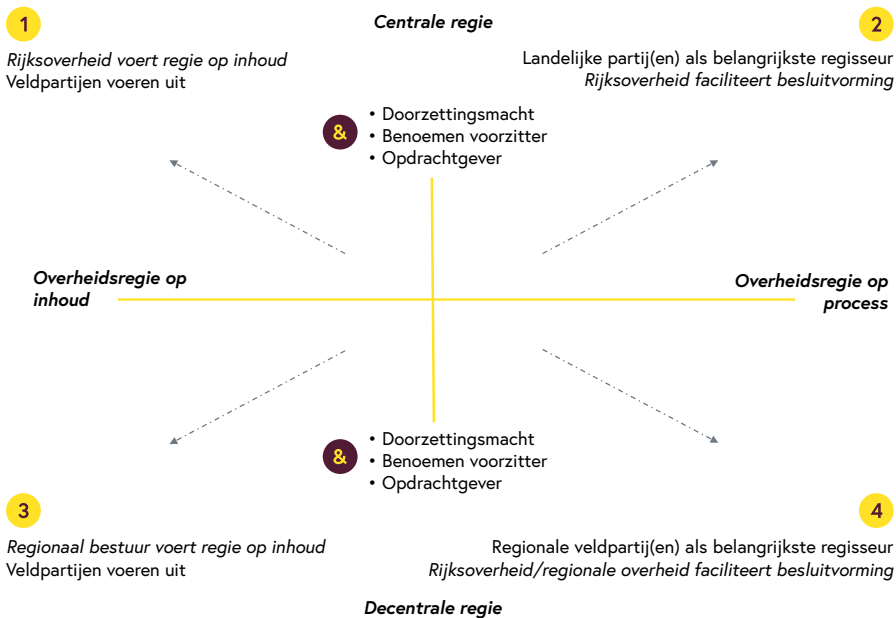 1
Centrale regie
2
Rijksoverheid voert regie op inhoud
Veldpartijen voeren uit
Landelijke partij(en) als belangrijkste regisseur
Rijksoverheid faciliteert besluitvorming
&
• Doorzettingsmacht
• Benoemen voorzitter
• Opdrachtgever
Overheidsregie op
inhoud
Overheidsregie op
process
&
• Doorzettingsmacht
• Benoemen voorzitter
• Opdrachtgever
3
4
Regionaal bestuur voert regie op inhoud
Veldpartijen voeren uit
Regionale veldpartij(en) als belangrijkste regisseur
Rijksoverheid/regionale overheid faciliteert besluitvorming
Decentrale regie